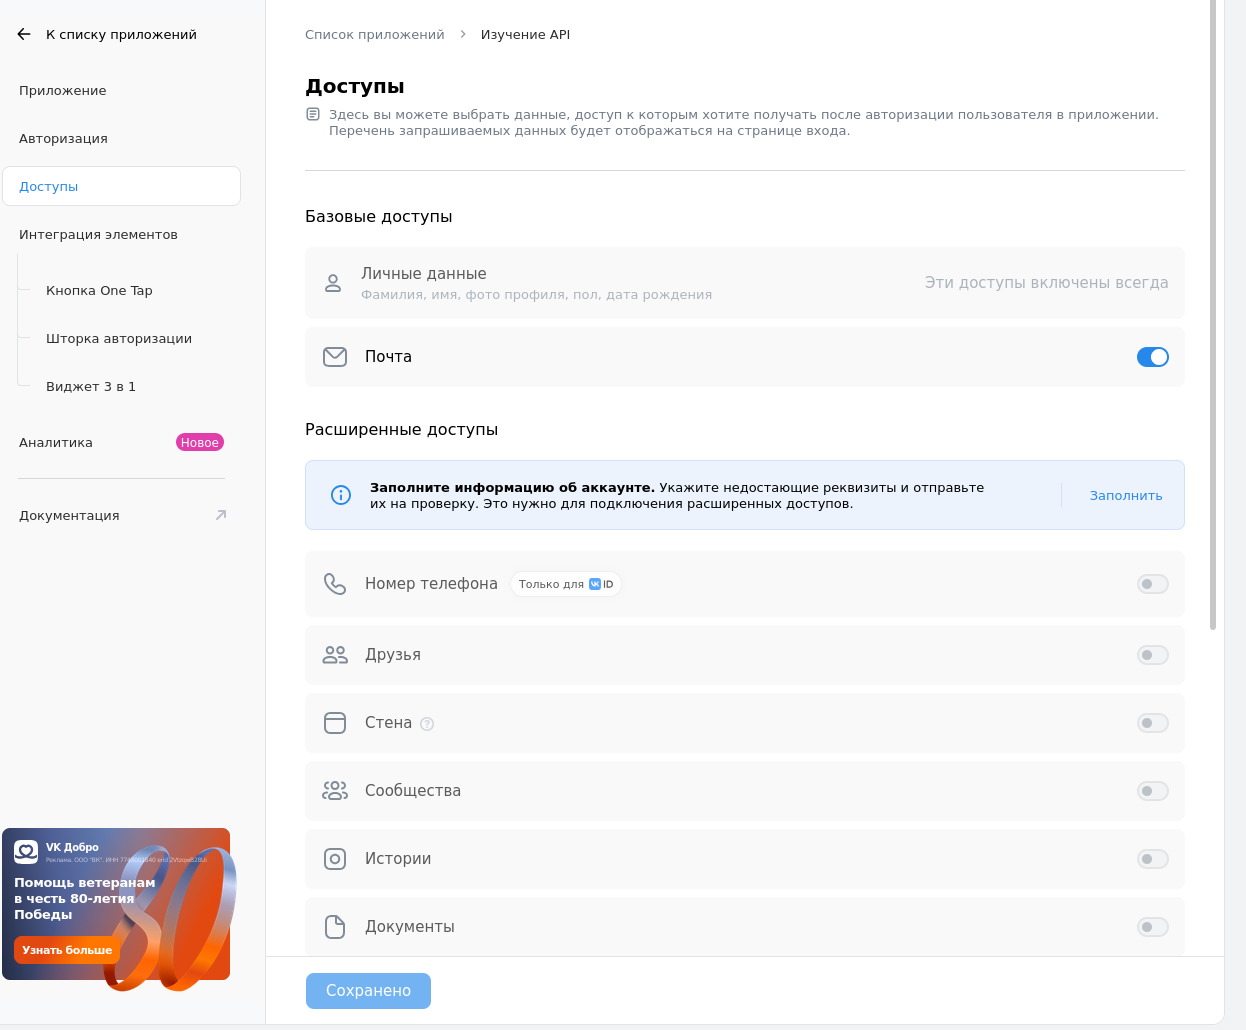 К списку приложений
Приложение
Авторизация
Доступы
Интеграция элементов
Кнопка One Tap
Шторка авторизации
Виджет 3 в 1
Аналитика
Новое
Документация
VK Добро
Реклама. ООО "ВК".
Помощь ветеранам
в честь 80-летия
Победы
Узнать больше
80
Список приложений
Изучение API
Доступы
Здесь вы можете выбрать данные, доступ к которым хотите получать после авторизации пользователя в приложении.
Перечень запрашиваемых данных будет отображаться на странице входа.
Базовые доступы
Личные данные
Фамилия, имя, фото профиля, пол, дата рождения
Эти доступы включены всегда
Почта
Расширенные доступы
Заполните информацию об аккаунте. Укажите недостающие реквизиты и отправьте
их на проверку. Это нужно для подключения расширенных доступов.
Заполнить
Номер телефона
Только для VK ID
Друзья
Стена
Сообщества
Истории
Документы
Сохранено